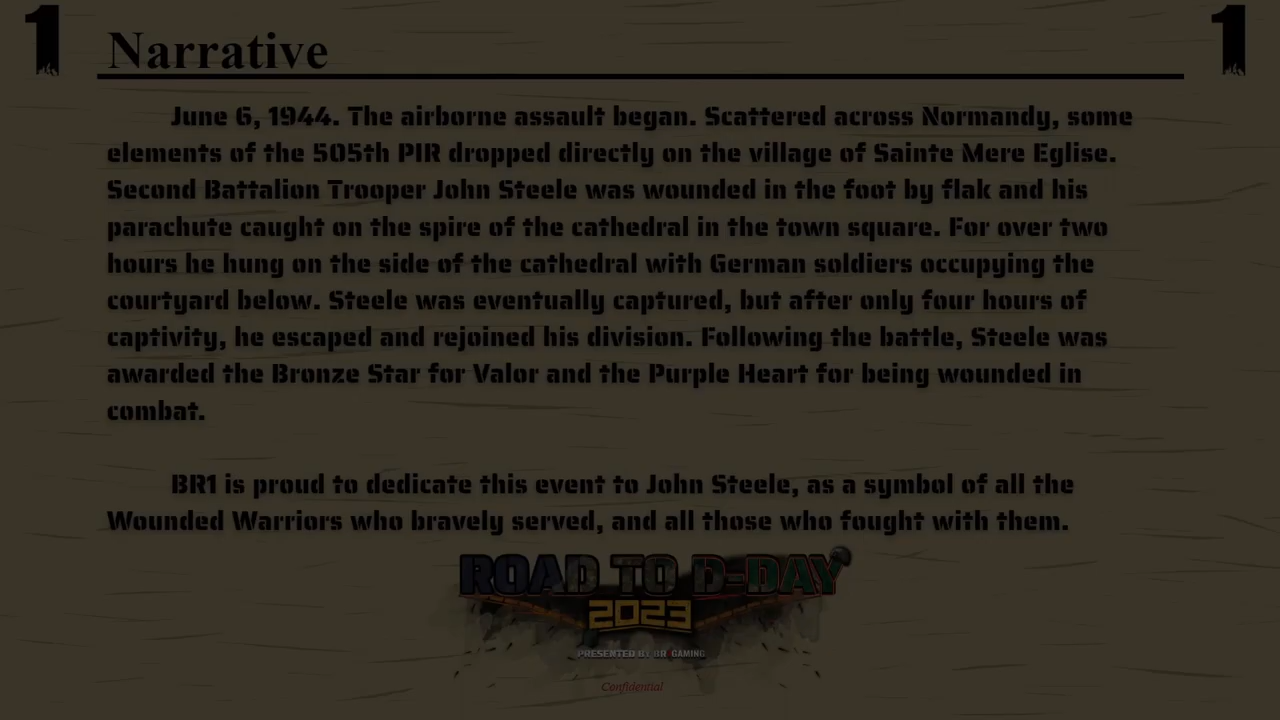 1 Narrative 1
June 6, 1944. The airborne assault began. Scattered across Normandy, some
elements of the 505th PIR dropped directly on the village of Sainte Mere Eglise.
Second Battalion Trooper John Steele was wounded in the foot by flak and his
parachute caught on the spire of the cathedral in the town square. For over two
hours he hung on the side of the cathedral with German soldiers occupying the
courtyard below. Steele was eventually captured, but after only four hours of
captivity, he escaped and rejoined his division. Following the battle, Steele was
awarded the Bronze Star for Valor and the Purple Heart for being wounded in
combat.
BR1 is proud to dedicate this event to John Steele, as a symbol of all the
Wounded Warriors who bravely served, and all those who fought with them.
ROAD TO D-DAY
2023
PRESENTED BY BR1GAMING
Confidential